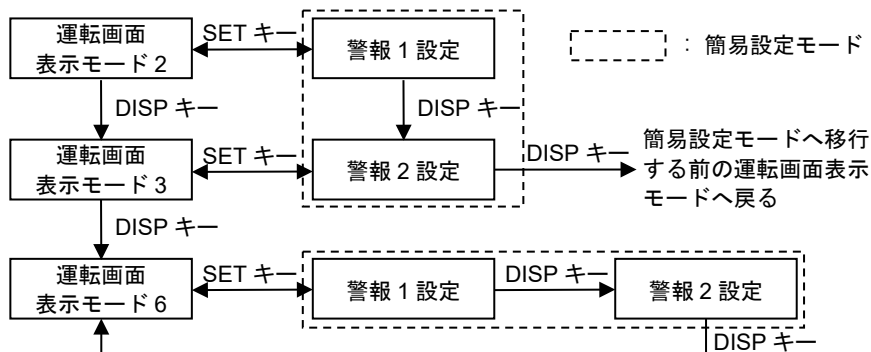 運転画面
表示モード 2
SET キー
警報 1 設定
: 簡易設定モード
DISP キー
DISP キー
運転画面
表示モード 3
SET キー
警報 2 設定
DISP キー
簡易設定モードへ移行
する前の運転画面表示
モードへ戻る
DISP キー
運転画面
表示モード 6
SET キー
警報 1 設定
DISP キー
警報 2 設定
DISP キー